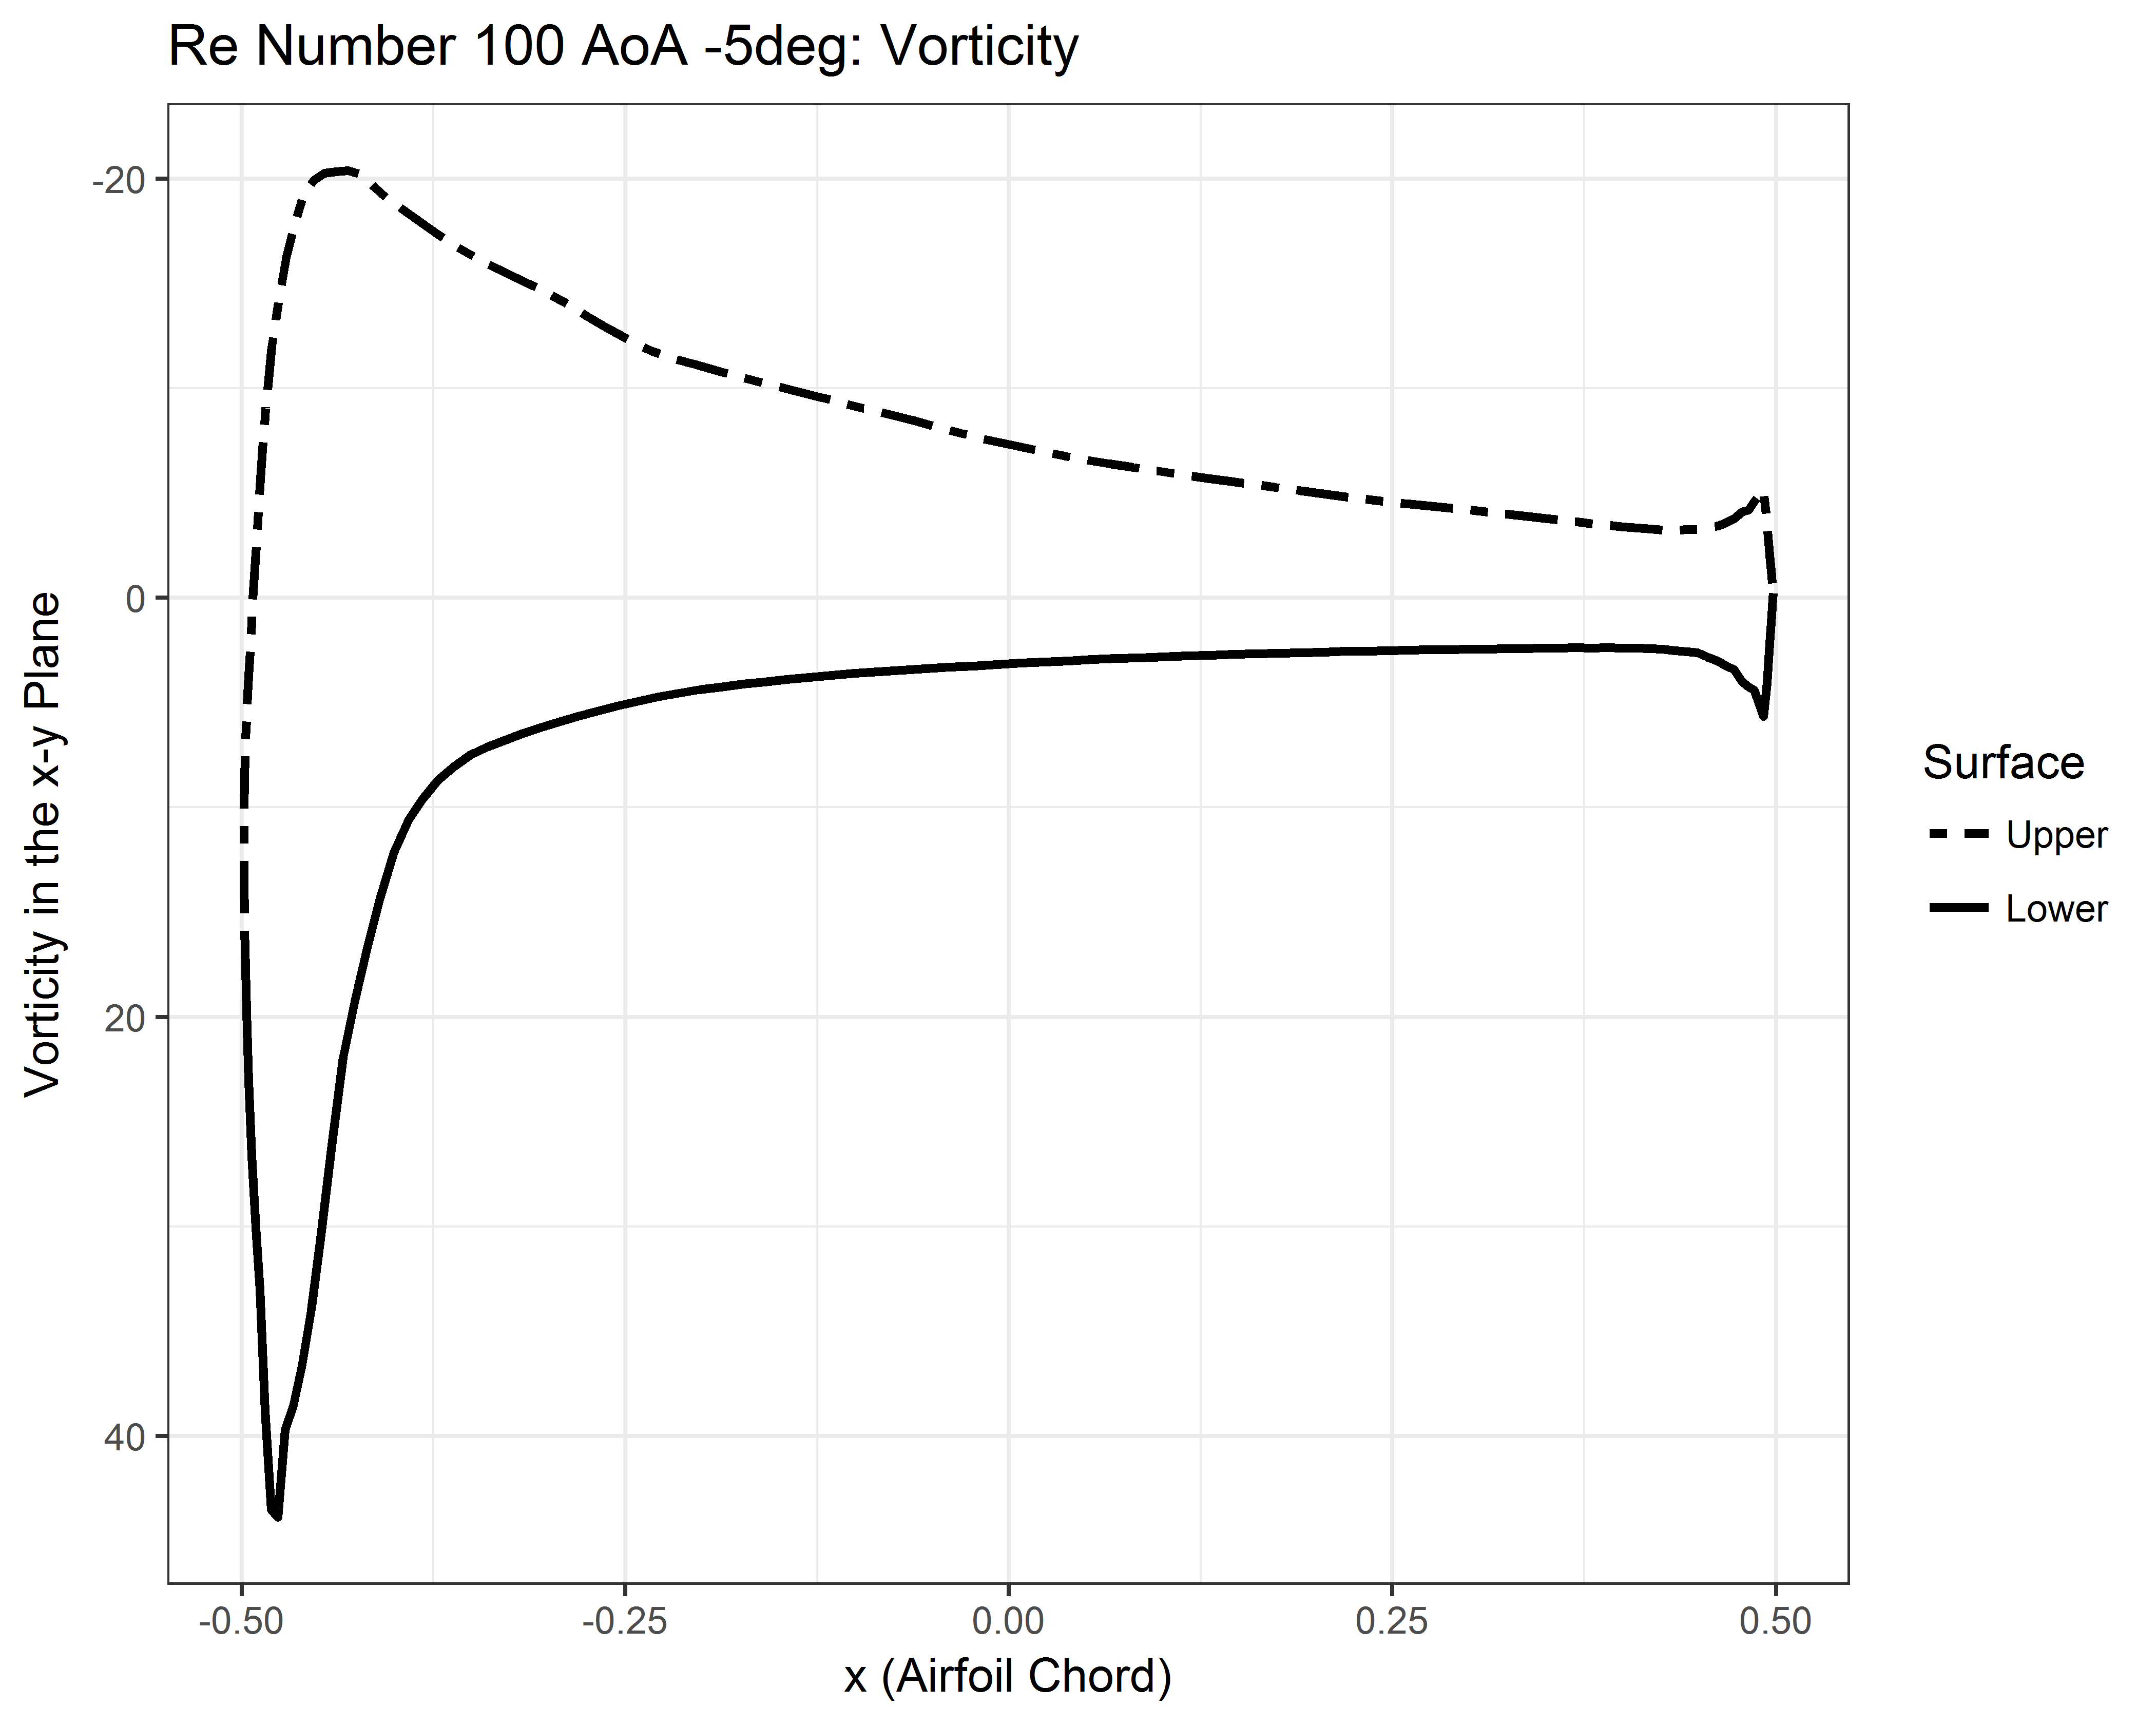 Re Number 100 AoA -5deg: Vorticity
Vorticity in the x-y Plane
-20
0
20
40
-0.50
-0.25
0.00
0.25
0.50
x (Airfoil Chord)
Surface
Upper
Lower